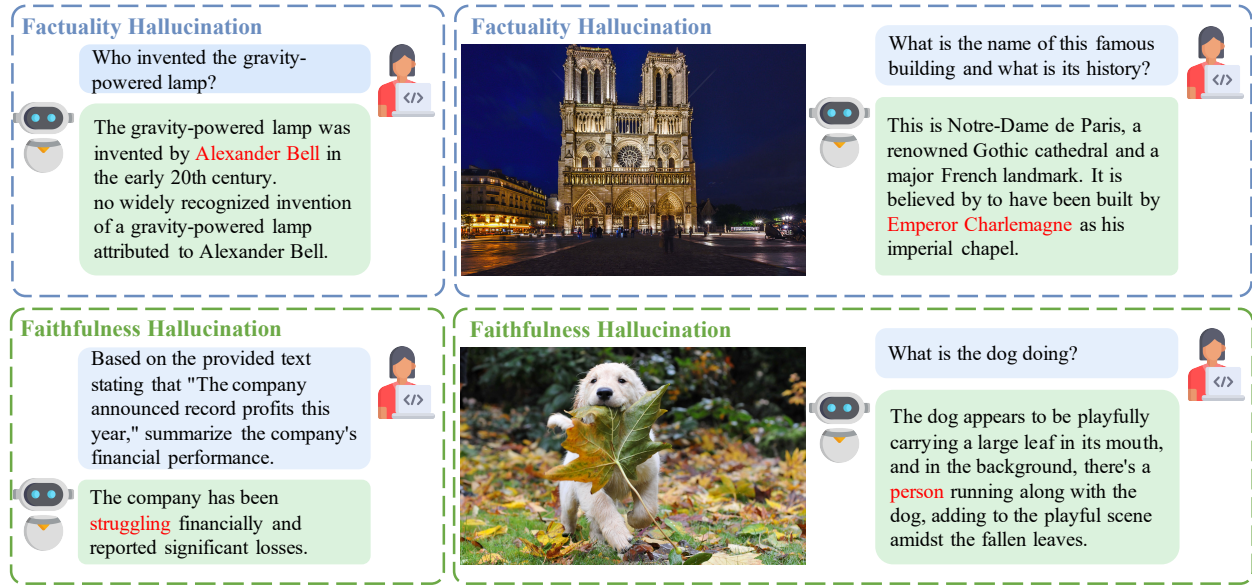 Factuality Hallucination
Who invented the gravity-
powered lamp?
</>
The gravity-powered lamp was
invented by Alexander Bell in
the early 20th century.
no widely recognized invention
of a gravity-powered lamp
attributed to Alexander Bell.
Factuality Hallucination
What is the name of this famous
building and what is its history?
</>
This is Notre-Dame de Paris, a
renowned Gothic cathedral and a
major French landmark. It is
believed by to have been built by
Emperor Charlemagne as his
imperial chapel.
Faithfulness Hallucination
Based on the provided text
stating that "The company
announced record profits this
year," summarize the company's
financial performance.
</>
The company has been
struggling financially and
reported significant losses.
Faithfulness Hallucination
What is the dog doing?
</>
The dog appears to be playfully
carrying a large leaf in its mouth,
and in the background, there's a
person running along with the
dog, adding to the playful scene
amidst the fallen leaves.